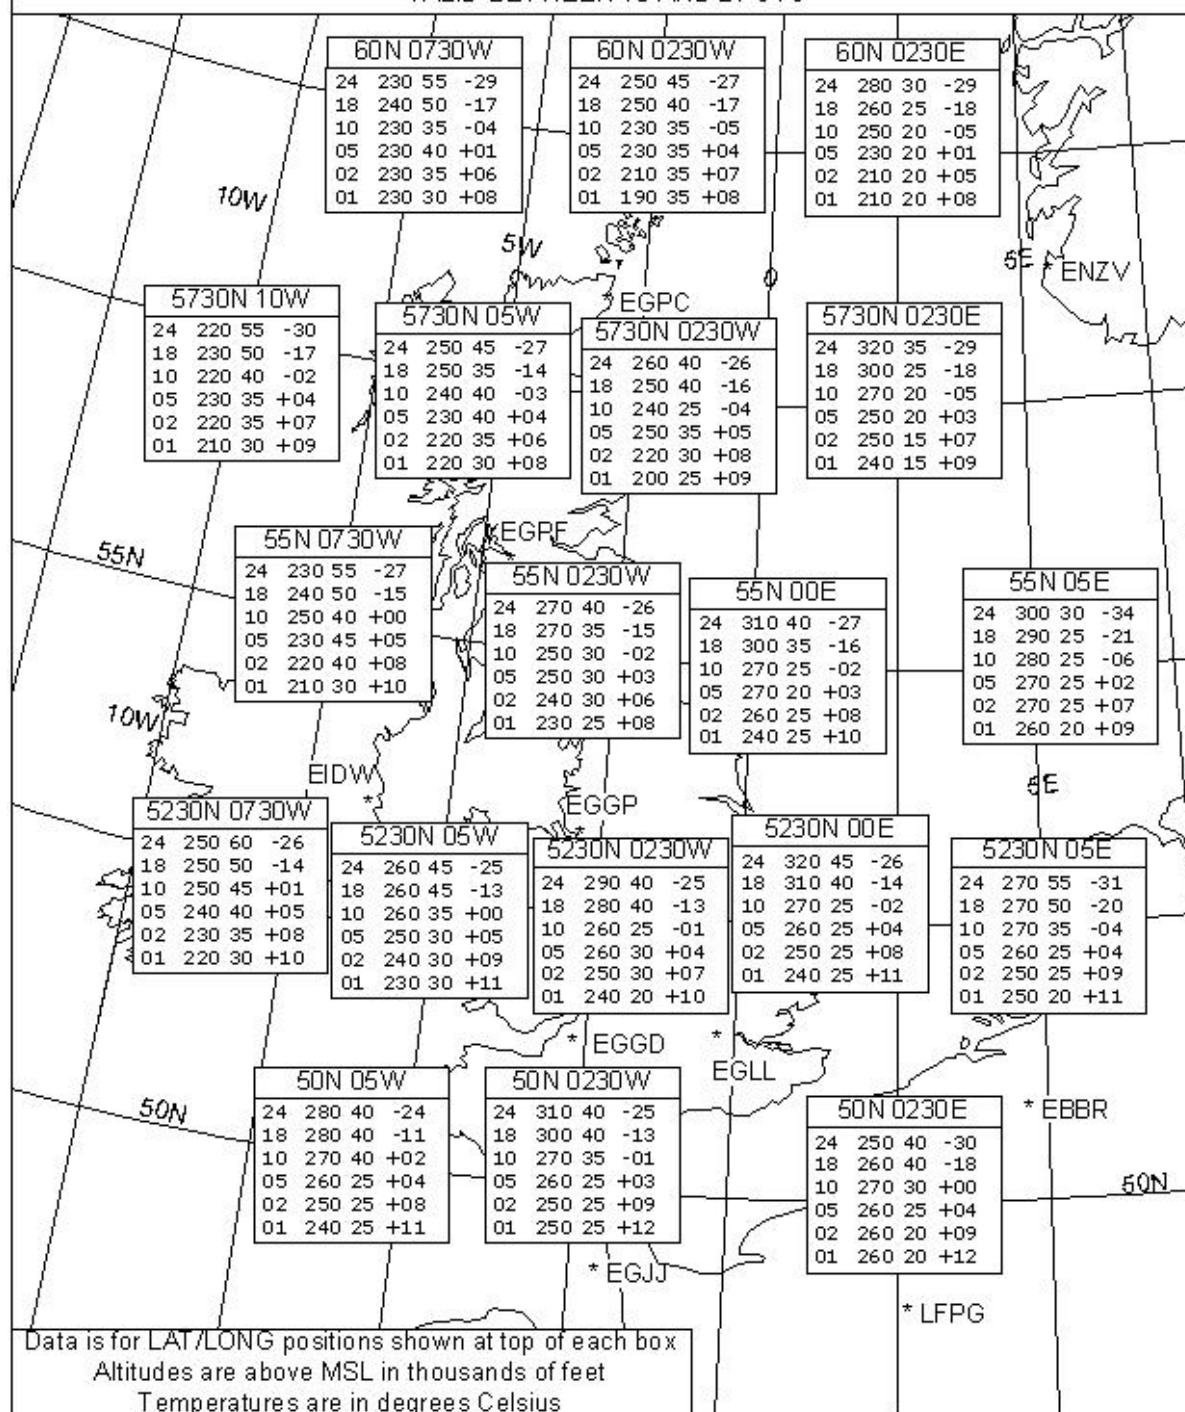 60N 0730W
24 230 55 -29
18 240 50 -17
10 230 35 -04
05 230 40 +01
02 230 35 +06
01 230 30 +08
60N 0230W
24 250 45 -27
18 250 40 -17
10 230 35 -05
05 230 35 +04
02 210 35 +07
01 190 35 +08
60N 0230E
24 280 30 -29
18 260 25 -18
10 250 20 -05
05 230 20 +01
02 210 20 +05
01 210 20 +08
10W
5W
0
5E
* ENZV
EGPC
5730N 10W
24 220 55 -30
18 230 50 -17
10 220 40 -02
05 230 35 +04
02 220 35 +07
01 210 30 +09
5730N 05W
24 250 45 -27
18 250 35 -14
10 240 40 -03
05 230 40 +04
02 220 35 +06
01 220 30 +08
5730N 0230W
24 260 40 -26
18 250 40 -16
10 240 25 -04
05 250 35 +05
02 220 30 +08
01 200 25 +09
5730N 0230E
24 320 35 -29
18 300 25 -18
10 270 20 -05
05 250 20 +03
02 250 15 +07
01 240 15 +09
55N
EGPF
55N 0730W
24 230 55 -27
18 240 50 -15
10 250 40 +00
05 230 45 +05
02 220 40 +08
01 210 30 +10
55N 0230W
24 270 40 -26
18 270 35 -15
10 250 30 -02
05 250 30 +03
02 240 30 +06
01 230 25 +08
55N 00E
24 310 40 -27
18 300 35 -16
10 270 25 -02
05 270 20 +03
02 260 25 +08
01 240 25 +10
55N 05E
24 300 30 -34
18 290 25 -21
10 280 25 -06
05 270 25 +02
02 270 25 +07
01 260 20 +09
10W
EIDW
*
EGGP
*
5E
5230N 0730W
24 250 60 -26
18 250 50 -14
10 250 45 +01
05 240 40 +05
02 230 35 +08
01 220 30 +10
5230N 05W
24 260 45 -25
18 260 45 -13
10 260 35 +00
05 250 30 +05
02 240 30 +09
01 230 30 +11
5230N 0230W
24 290 40 -25
18 280 40 -13
10 260 25 -01
05 260 30 +04
02 250 30 +07
01 240 20 +10
5230N 00E
24 320 45 -26
18 310 40 -14
10 270 25 -02
05 260 25 +04
02 250 25 +08
01 240 25 +11
5230N 05E
24 270 55 -31
18 270 50 -20
10 270 35 -04
05 260 25 +04
02 250 25 +09
01 250 20 +11
* EGGD
*
EGLL
50N
50N 05W
24 280 40 -24
18 280 40 -11
10 270 40 +02
05 260 25 +04
02 250 25 +08
01 240 25 +11
50N 0230W
24 310 40 -25
18 300 40 -13
10 270 35 -01
05 260 25 +03
02 250 25 +09
01 250 25 +12
50N 0230E
24 250 40 -30
18 260 40 -18
10 270 30 +00
05 260 25 +04
02 260 20 +09
01 260 20 +12
* EBBR
50N
* EGJJ
* LFPG
Data is for LAT/LONG positions shown at top of each box
Altitudes are above MSL in thousands of feet
Temperatures are in degrees Celsius